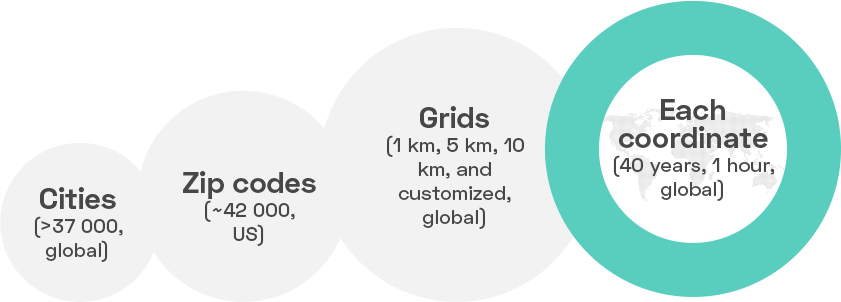 Cities
(>37 000,
global)
Zip codes
(~42 000,
US)
Grids
(1 km, 5 km, 10
km, and
customized,
global)
Each
coordinate
(40 years, 1 hour,
global)